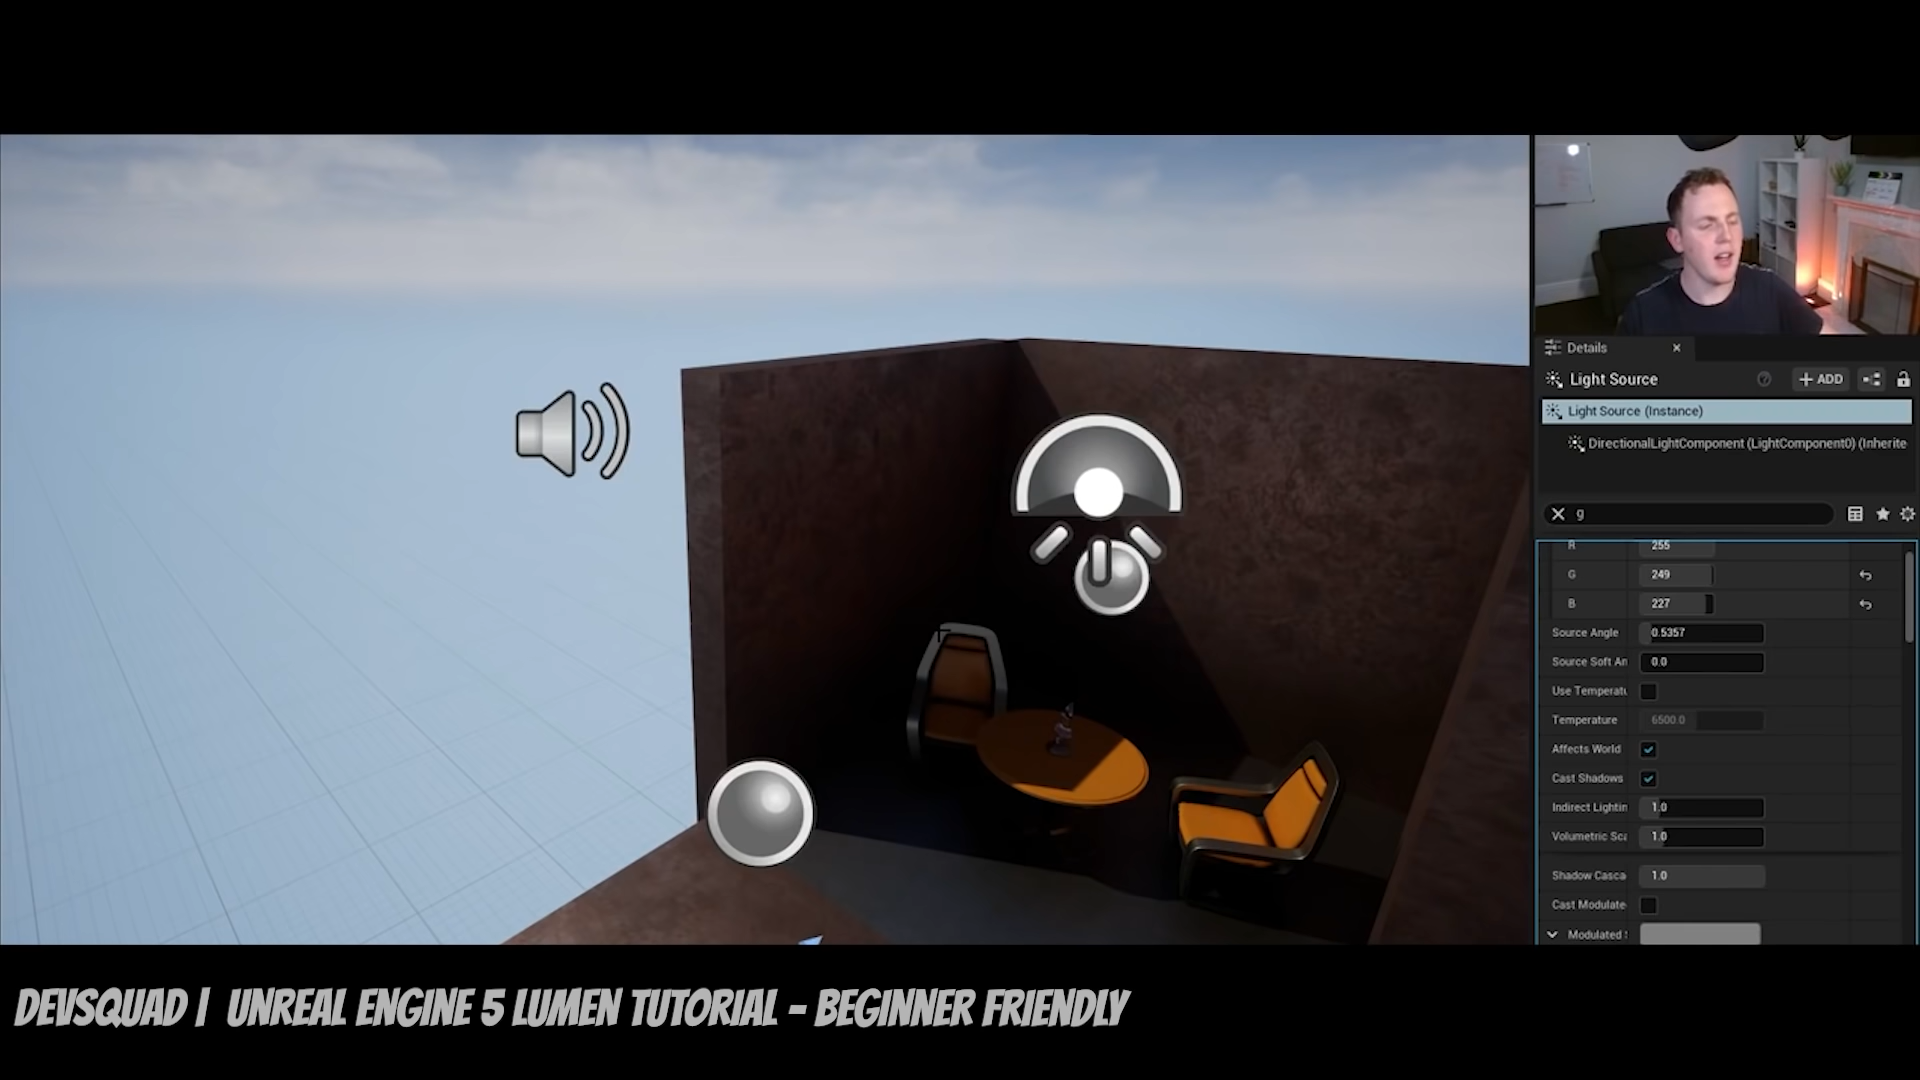 Details
Light Source
+ ADD
Light Source (Instance)
DirectionalLightComponent (LightComponent0) (Inherite
g
R 255
G 249
B 227
Source Angle 0.5357
Source Soft An 0.0
Use Temperatu
Temperature 6500.0
Affects World
Cast Shadows
Indirect Lightin 1.0
Volumetric Sca 1.0
Shadow Casca 1.0
Cast Modulate
Modulated S
DEVSQUAD | UNREAL ENGINE 5 LUMEN TUTORIAL - BEGINNER FRIENDLY